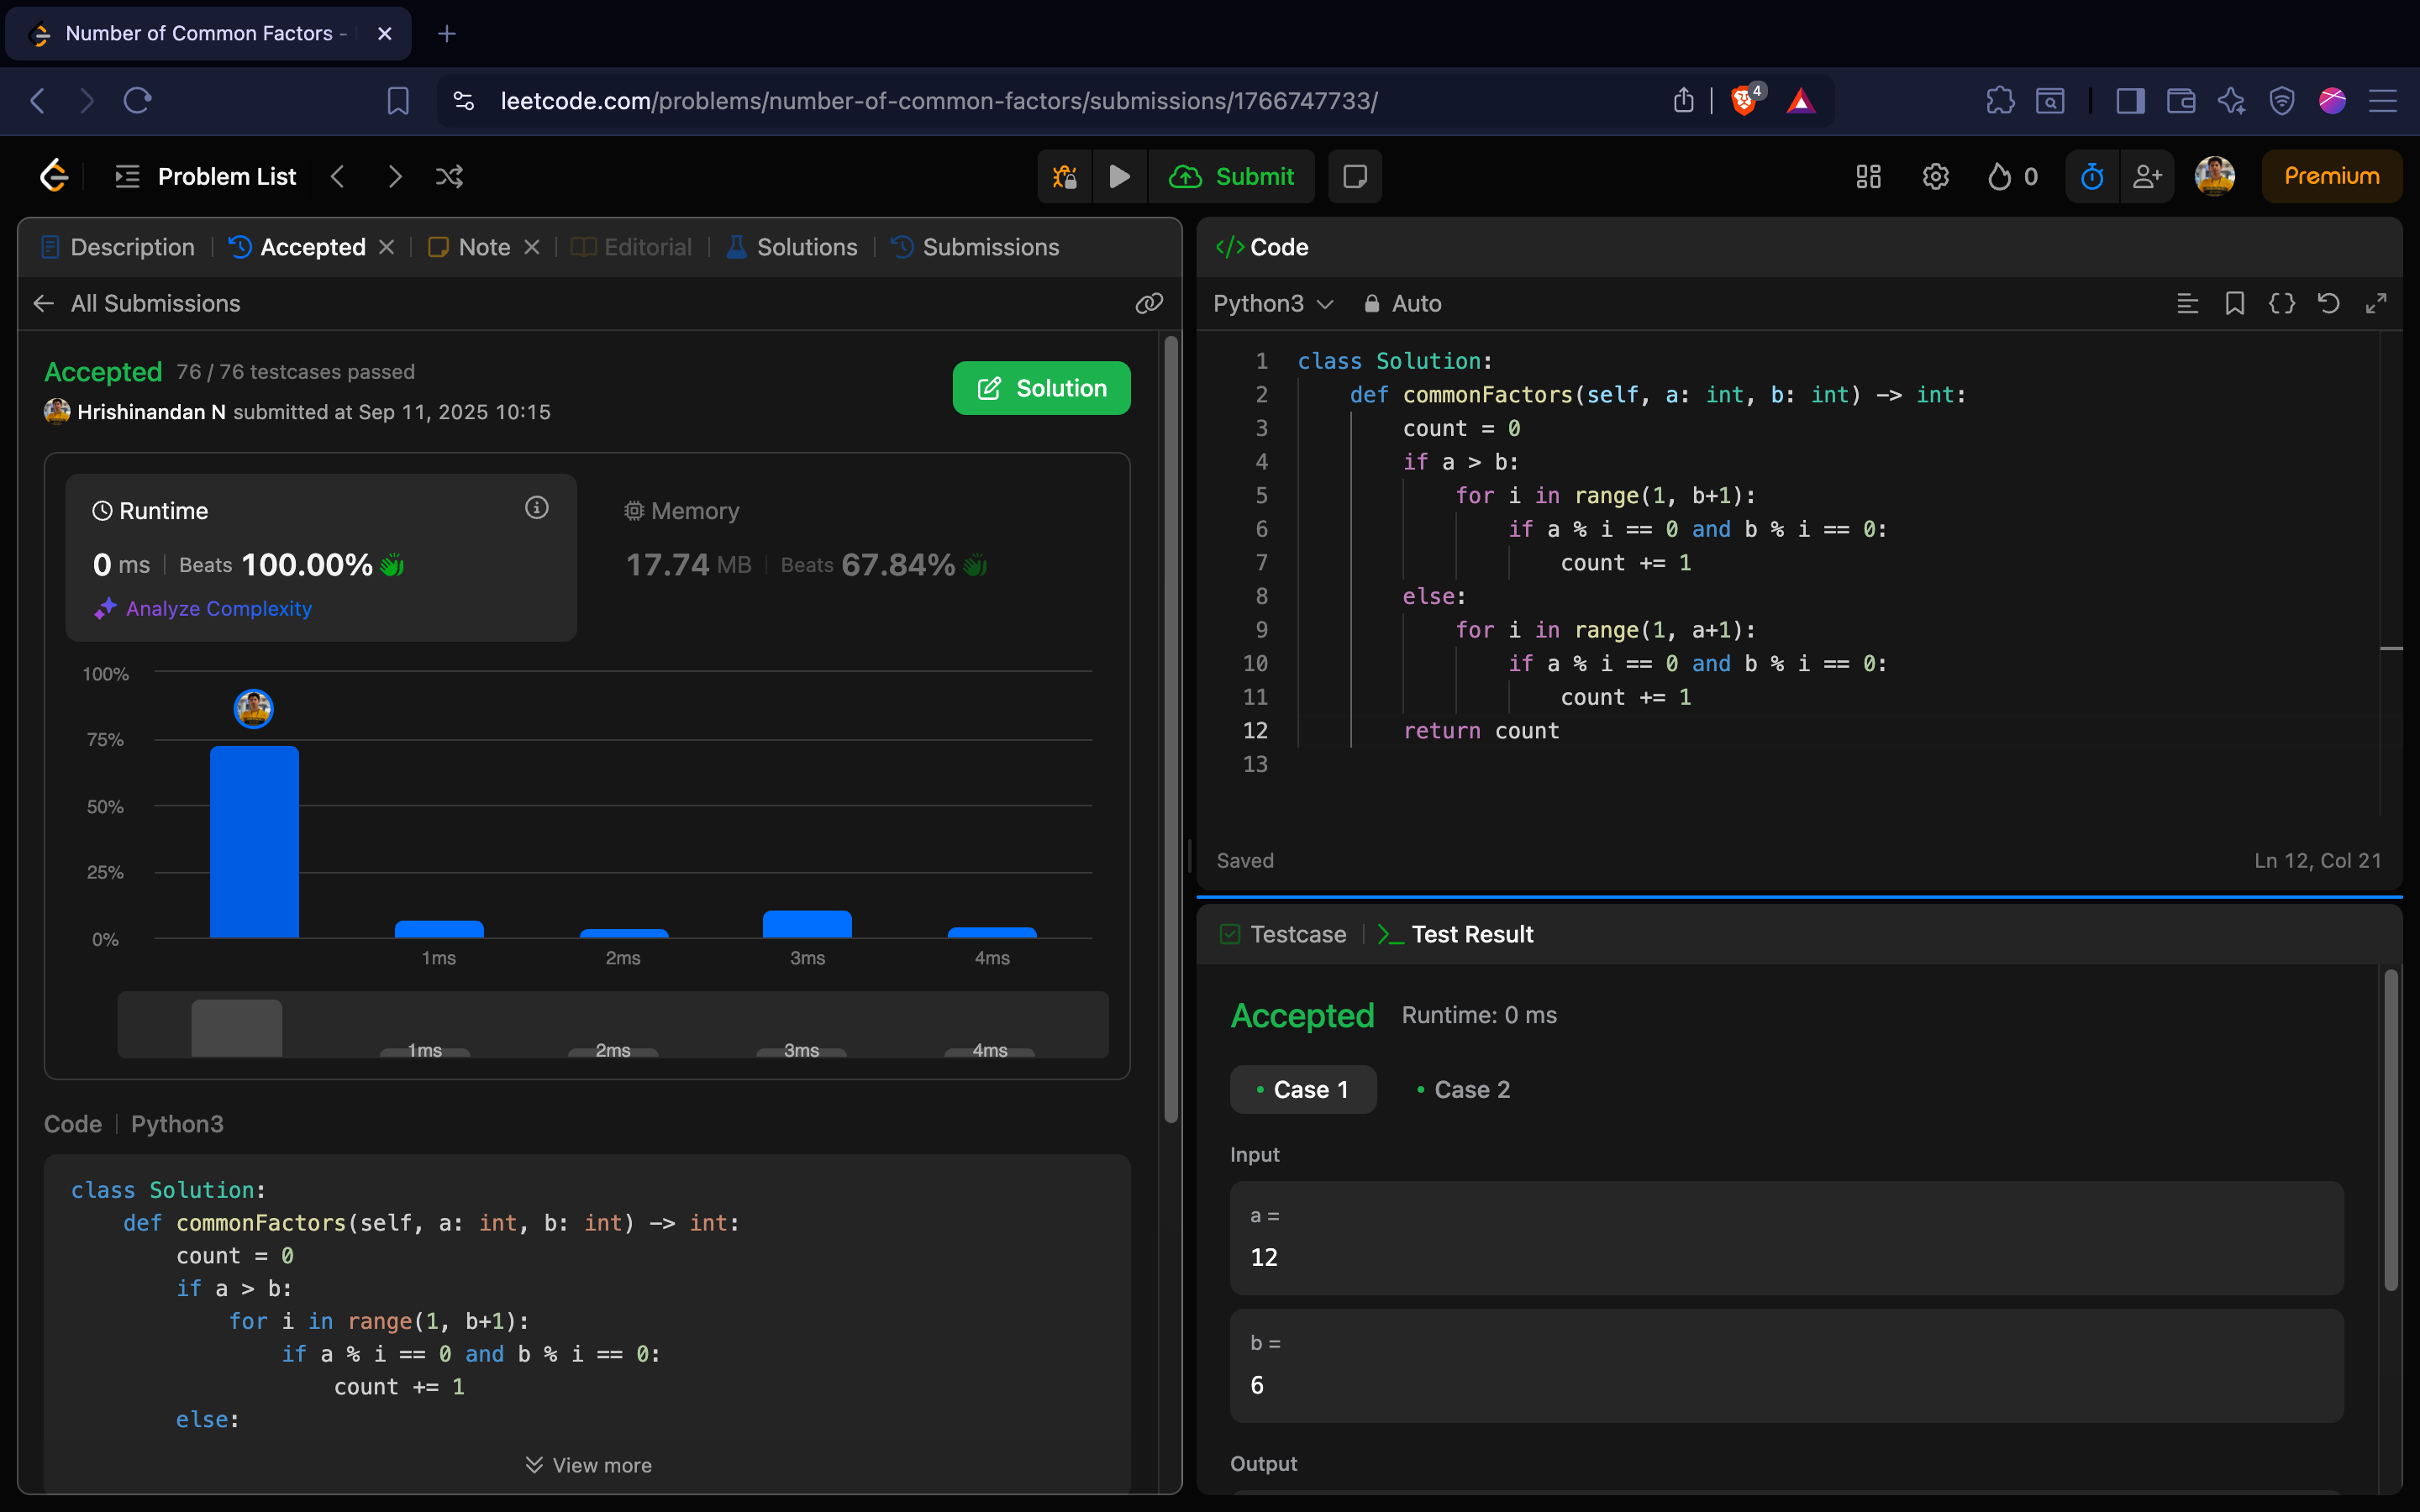 Number of Common Factors -
leetcode.com/problems/number-of-common-factors/submissions/1766747733/
4
Problem List
Submit
0
Premium
Description
Accepted
Note
Editorial
Solutions
Submissions
All Submissions
Accepted 76 / 76 testcases passed
Hrishinandan N submitted at Sep 11, 2025 10:15
Solution
Runtime
0 ms Beats 100.00%
Analyze Complexity
Memory
17.74 MB Beats 67.84%
100%
75%
50%
25%
0%
1ms 2ms 3ms 4ms
1ms 2ms 3ms 4ms
Code Python3
class Solution:
    def commonFactors(self, a: int, b: int) -> int:
        count = 0
        if a > b:
            for i in range(1, b+1):
                if a % i == 0 and b % i == 0:
                    count += 1
        else:
View more
Code
Python3
Auto
1 class Solution:
2     def commonFactors(self, a: int, b: int) -> int:
3         count = 0
4         if a > b:
5             for i in range(1, b+1):
6                 if a % i == 0 and b % i == 0:
7                     count += 1
8         else:
9             for i in range(1, a+1):
10                 if a % i == 0 and b % i == 0:
11                     count += 1
12         return count
13
Saved
Ln 12, Col 21
Testcase
>_ Test Result
Accepted Runtime: 0 ms
Case 1
Case 2
Input
a =
12
b =
6
Output